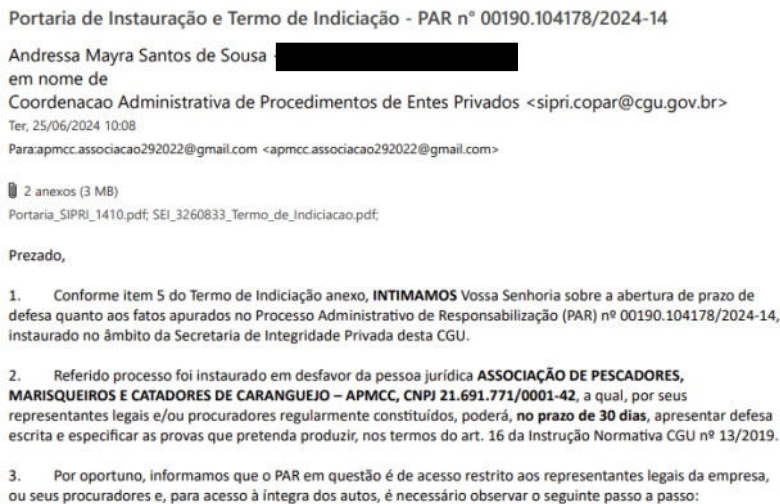 Portaria de Instauração e Termo de Indiciação - PAR n° 00190.104178/2024-14
Andressa Mayra Santos de Sousa
em nome de
Coordenacao Administrativa de Procedimentos de Entes Privados <sipri.copar@cgu.gov.br>
Ter, 25/06/2024 10:08
Para:apmcc.associacao292022@gmail.com <apmcc.associacao292022@gmail.com>
2 anexos (3 MB)
Portaria_SIPRI_1410.pdf; SEI_3260833_Termo_de_Indiciacao.pdf;
Prezado,
1. Conforme item 5 do Termo de Indiciação anexo, INTIMAMOS Vossa Senhoria sobre a abertura de prazo de
defesa quanto aos fatos apurados no Processo Administrativo de Responsabilização (PAR) nº 00190.104178/2024-14,
instaurado no âmbito da Secretaria de Integridade Privada desta CGU.
2. Referido processo foi instaurado em desfavor da pessoa jurídica ASSOCIAÇÃO DE PESCADORES,
MARISQUEIROS E CATADORES DE CARANGUEJO – APMCC, CNPJ 21.691.771/0001-42, a qual, por seus
representantes legais e/ou procuradores regularmente constituídos, poderá, no prazo de 30 dias, apresentar defesa
escrita e especificar as provas que pretenda produzir, nos termos do art. 16 da Instrução Normativa CGU nº 13/2019.
3. Por oportuno, informamos que o PAR em questão é de acesso restrito aos representantes legais da empresa,
ou seus procuradores e, para acesso à íntegra dos autos, é necessário observar o seguinte passo a passo: